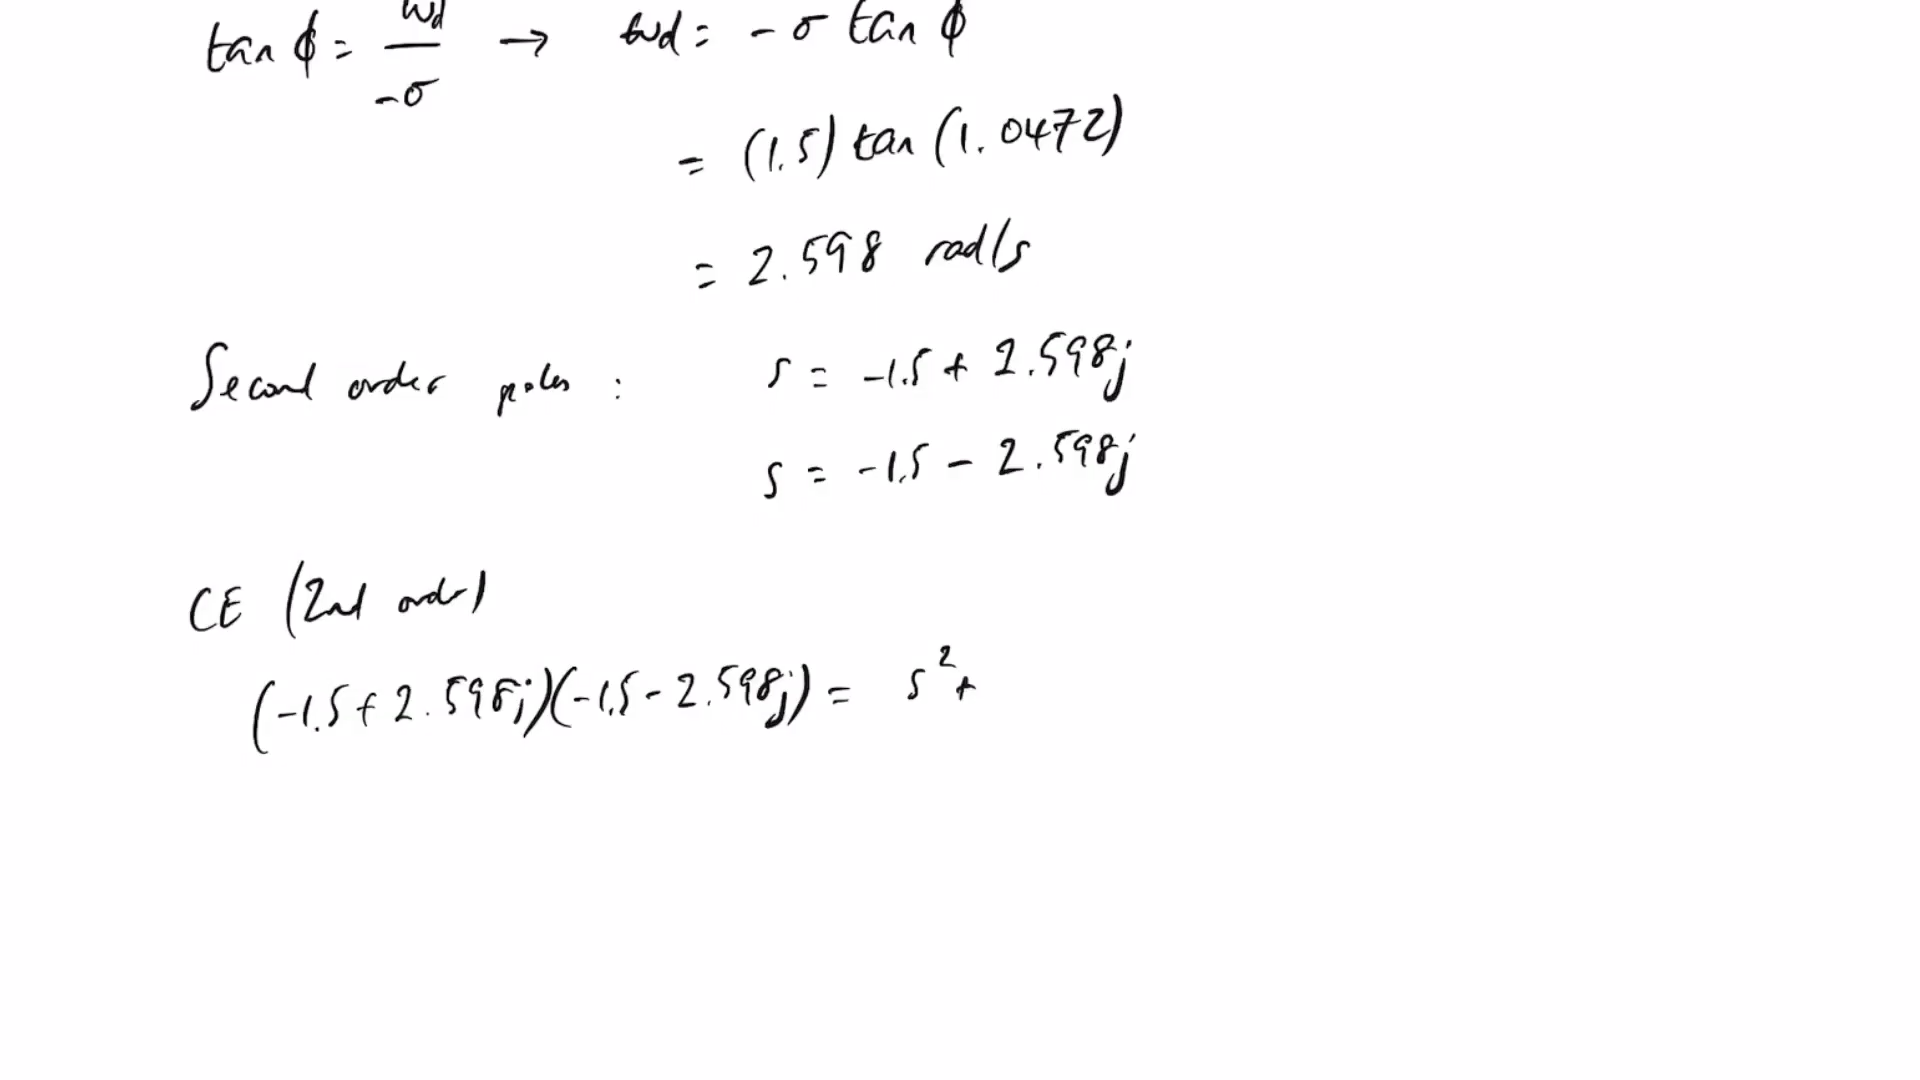 tan ϕ = ωd / -σ → ωd = -σ tan ϕ
= (1.5) tan (1.0472)
= 2.598 rad/s
Second order poles : s = -1.5 + 2.598j
s = -1.5 - 2.598j
CE (2nd order)
(-1.5 + 2.598j)(-1.5 - 2.598j) = s² +